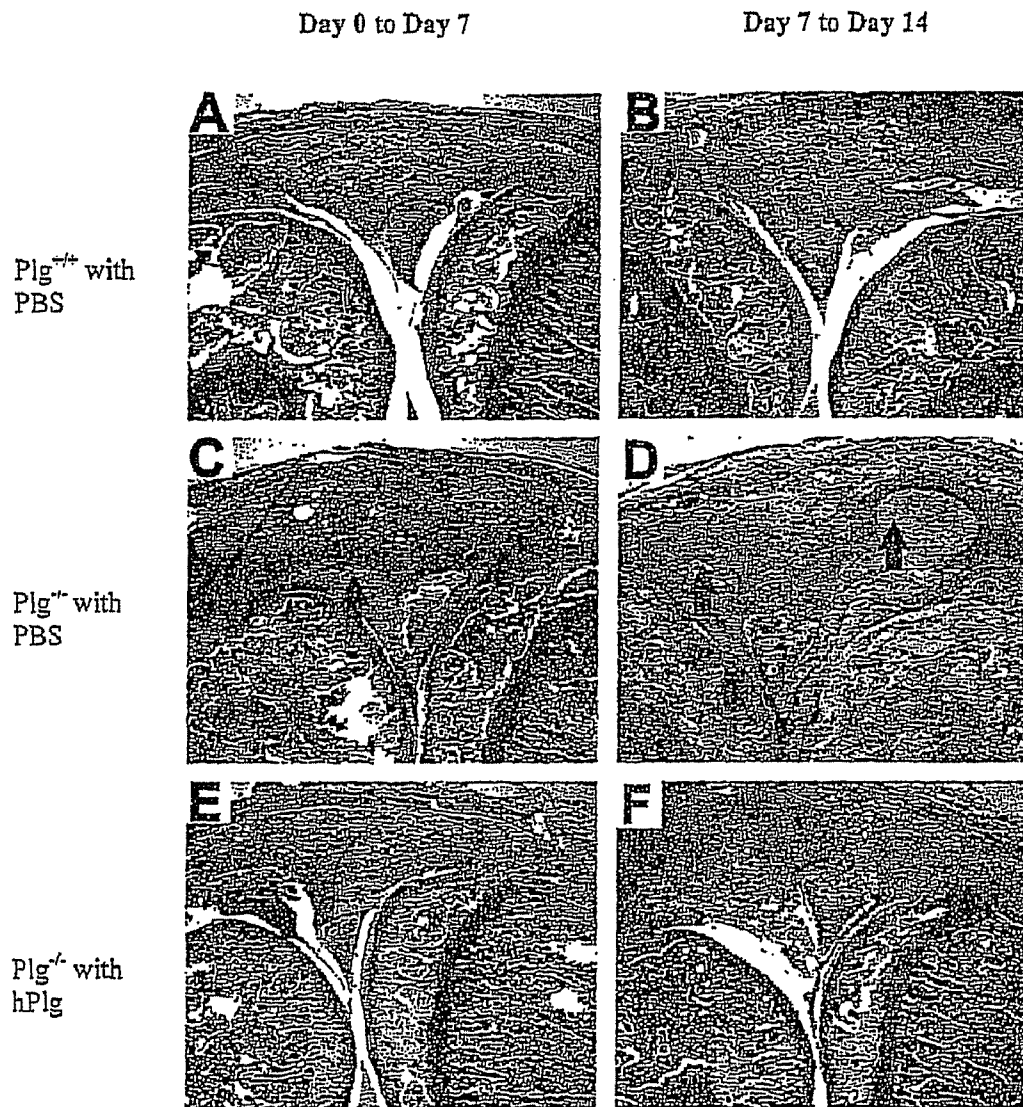 Day 0 to Day 7
Day 7 to Day 14
A
B
Plg+/+ with
PBS
C
D
Plg-/- with
PBS
E
F
Plg-/- with
hPlg